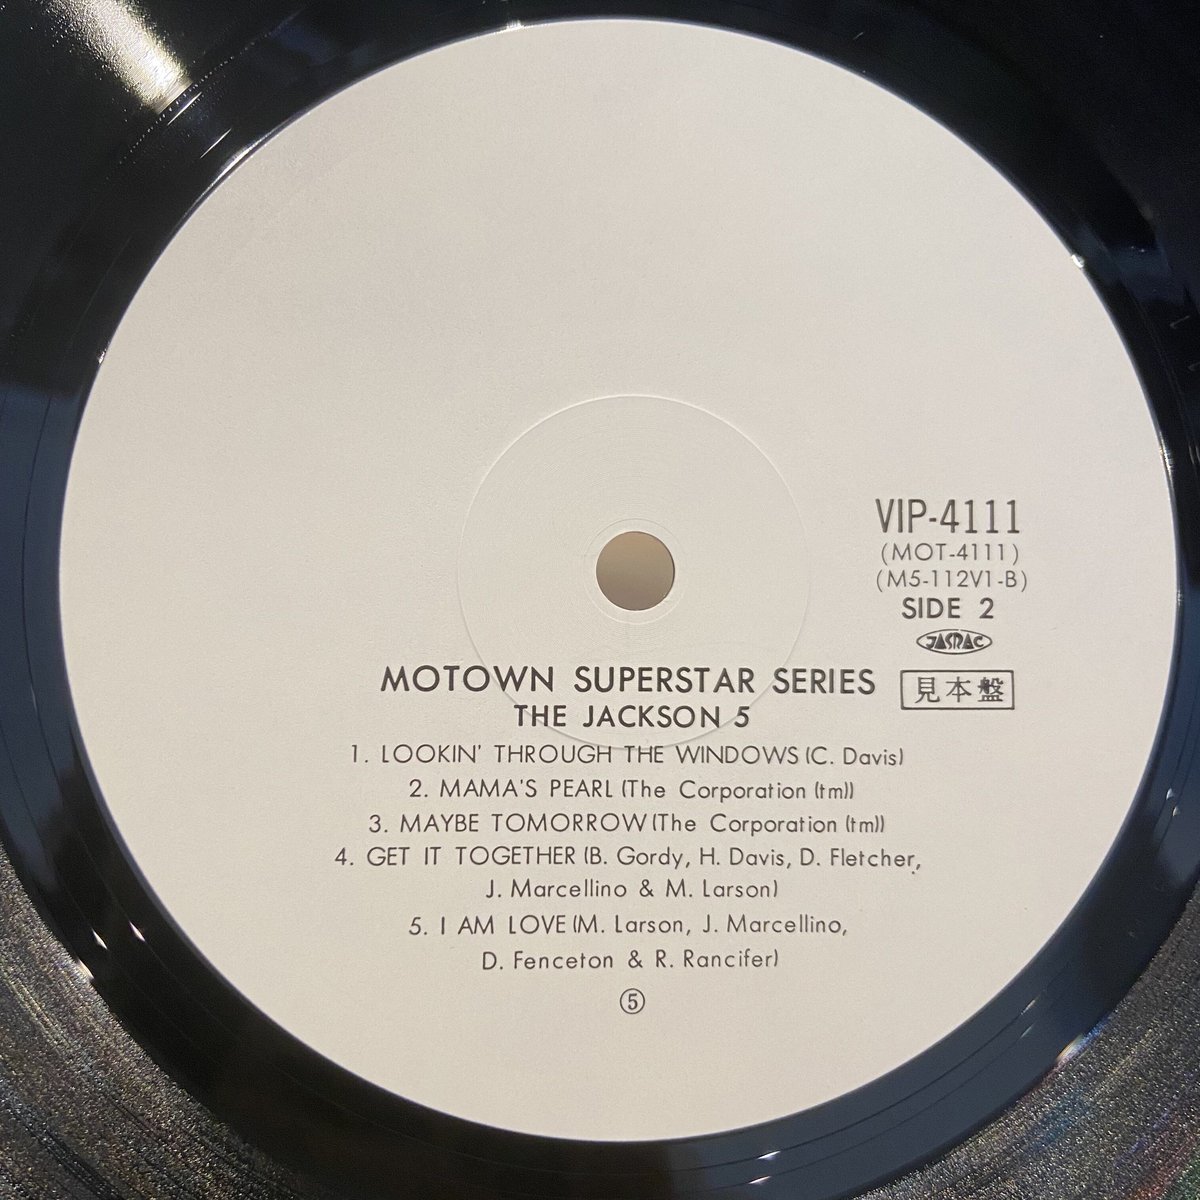 VIP-4111
(MOT-4111)
(M5-112V1-B)
SIDE 2
JASRAC
見本盤
MOTOWN SUPERSTAR SERIES
THE JACKSON 5
1. LOOKIN' THROUGH THE WINDOWS (C. Davis)
2. MAMA'S PEARL (The Corporation (tm))
3. MAYBE TOMORROW (The Corporation (tm))
4. GET IT TOGETHER (B. Gordy, H. Davis, D. Fletcher,
J. Marcellino & M. Larson)
5. I AM LOVE (M. Larson, J. Marcellino,
D. Fenceton & R. Rancifer)
⑤